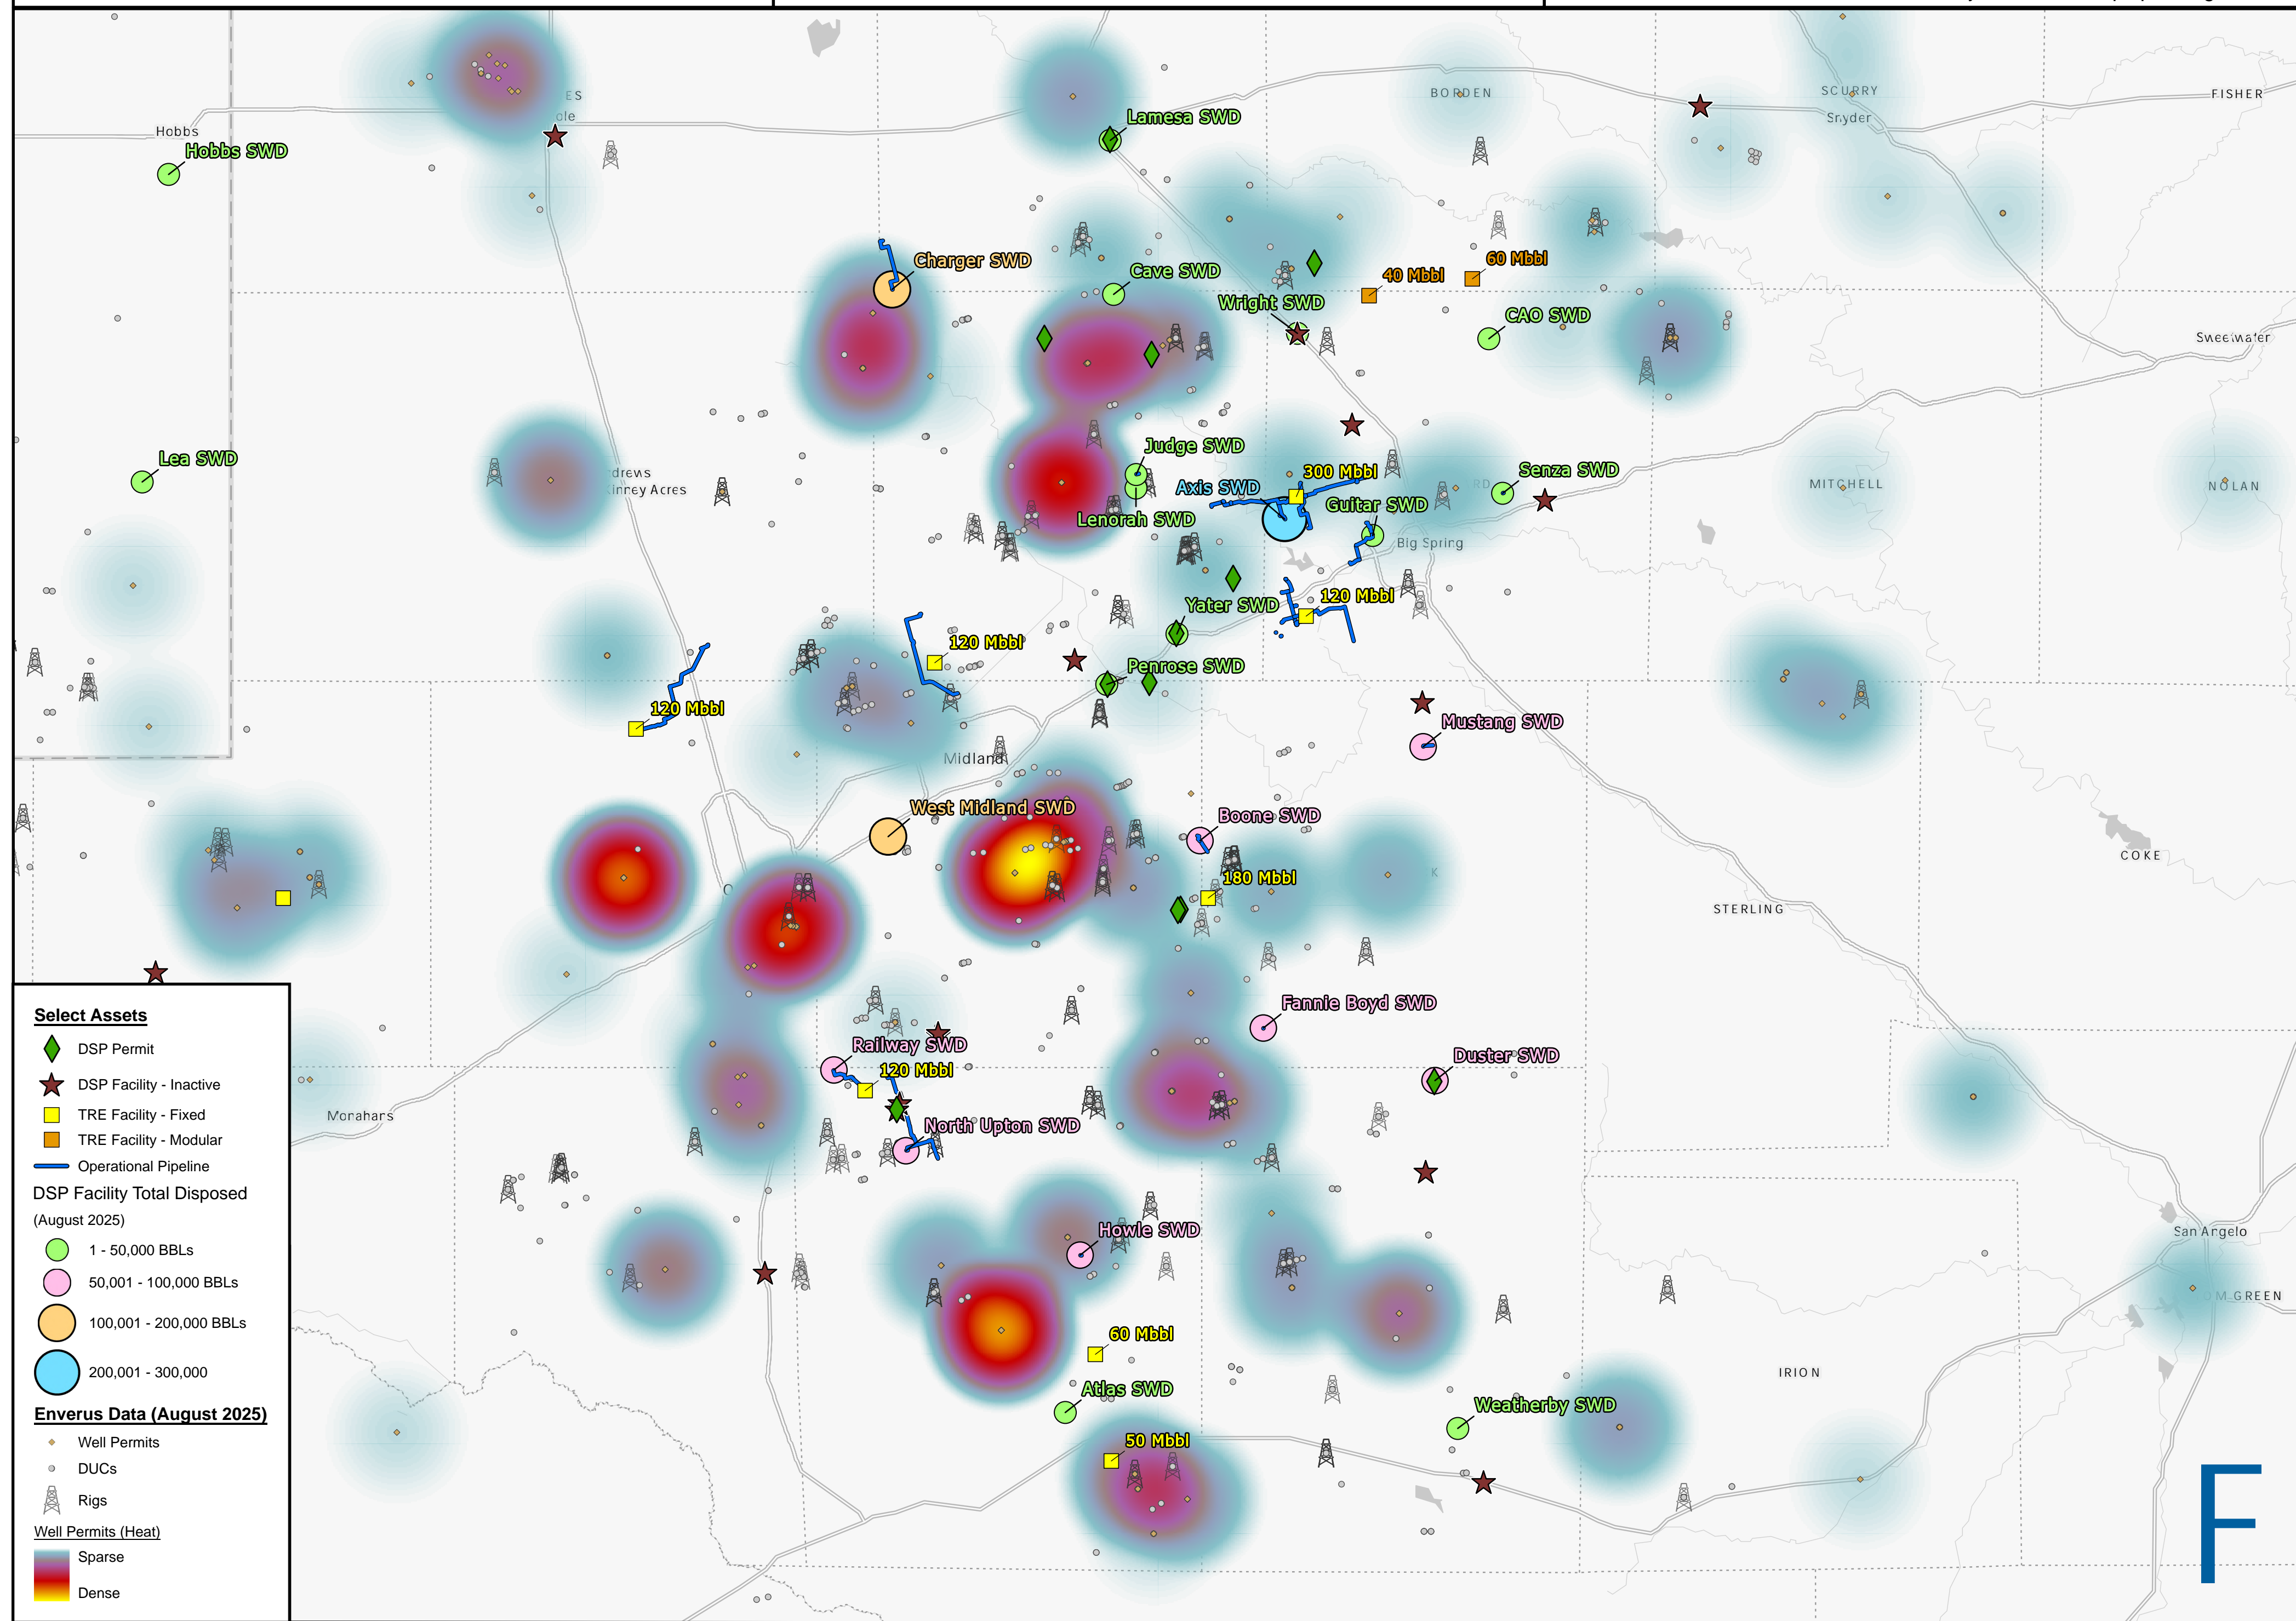 BORDEN
SCURRY
Snyder
FISHER
Lamesa SWD
Hobbs
Hobbs SWD
Charger SWD
Cave SWD
60 Mbbl
40 Mbbl
Wright SWD
CAO SWD
Sweetwater
Judge SWD
Lea SWD
Senza SWD
300 Mbbl
drews
Axis SWD
MITCHELL
NOLAN
Kinney Acres
Guitar SWD
Lenorah SWD
Big Spring
120 Mbbl
Yater SWD
120 Mbbl
Penrose SWD
120 Mbbl
Mustang SWD
Midland
West Midland SWD
Boone SWD
COKE
K
180 Mbbl
STERLING
Fannie Boyd SWD
Railway SWD
Duster SWD
120 Mbbl
Monahans
North Upton SWD
Howle SWD
San Angelo
OM GREEN
60 Mbbl
IRION
Atlas SWD
Weatherby SWD
50 Mbbl
F
Select Assets
DSP Permit
DSP Facility - Inactive
TRE Facility - Fixed
TRE Facility - Modular
Operational Pipeline
DSP Facility Total Disposed
(August 2025)
1 - 50,000 BBLs
50,001 - 100,000 BBLs
100,001 - 200,000 BBLs
200,001 - 300,000
Enverus Data (August 2025)
Well Permits
DUCs
Rigs
Well Permits (Heat)
Sparse
Dense